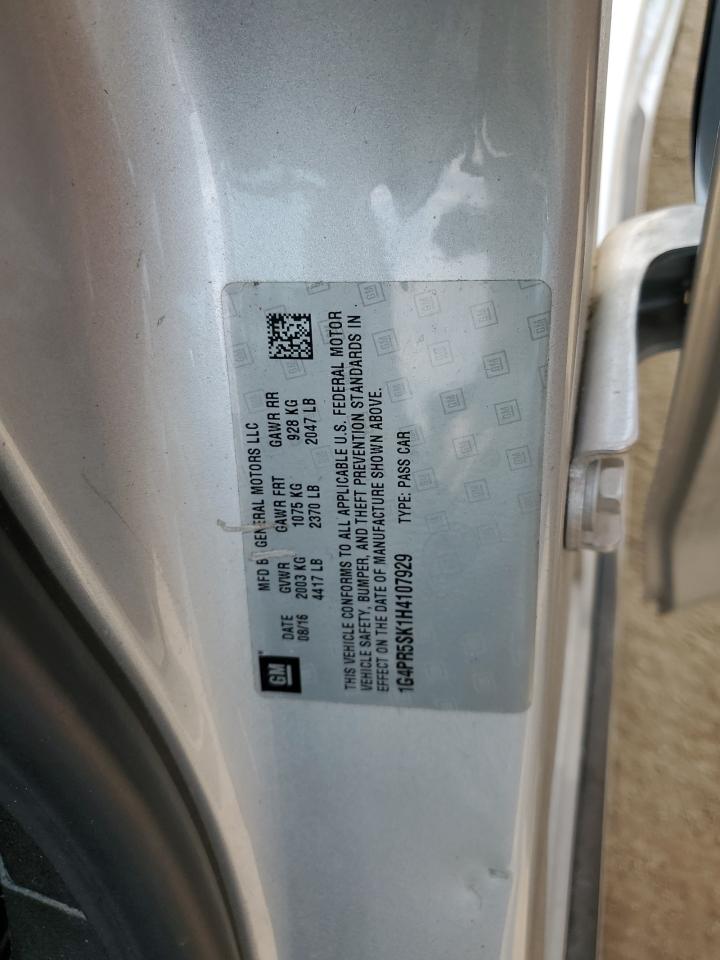 GM
MFD B GENERAL MOTORS LLC
DATE GVWR GAWR FRT GAWR RR
08/16 2003 KG 1075 KG 928 KG
4417 LB 2370 LB 2047 LB
THIS VEHICLE CONFORMS TO ALL APPLICABLE U.S. FEDERAL MOTOR
VEHICLE SAFETY, BUMPER, AND THEFT PREVENTION STANDARDS IN
EFFECT ON THE DATE OF MANUFACTURE SHOWN ABOVE.
1G4PR5SK1H4107929 TYPE: PASS CAR